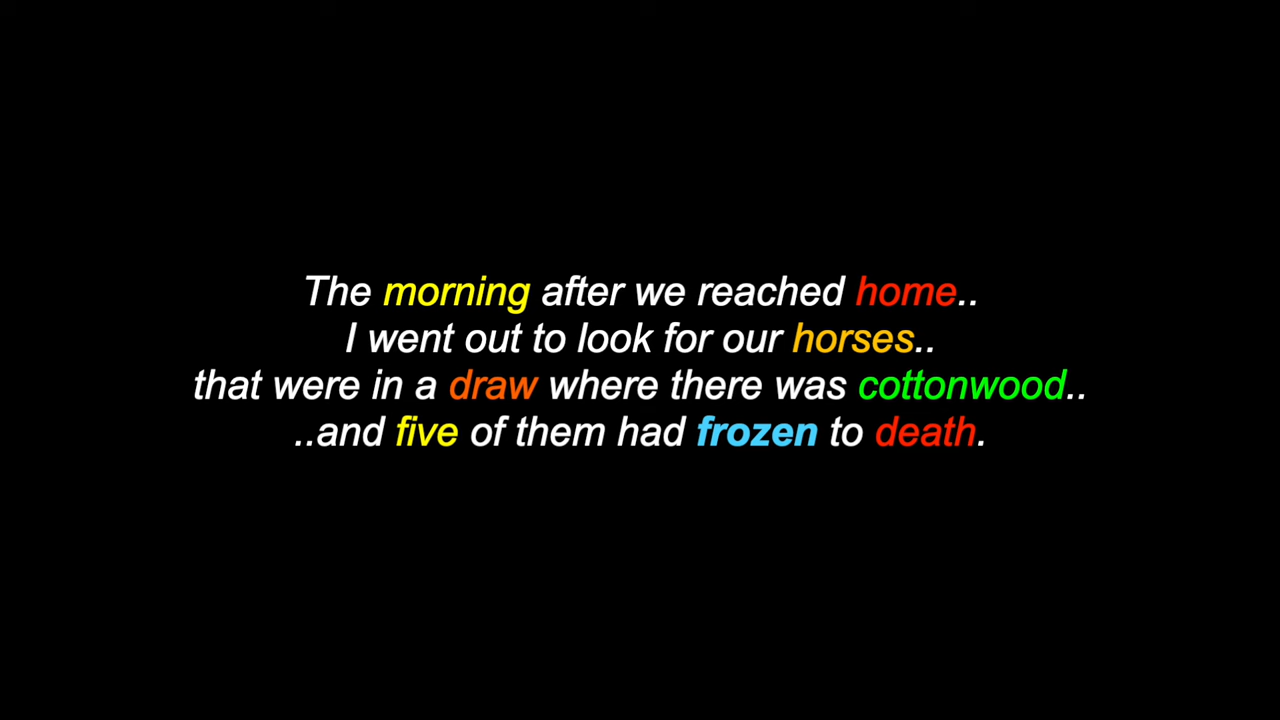 The morning after we reached home..
I went out to look for our horses..
that were in a draw where there was cottonwood..
..and five of them had frozen to death.